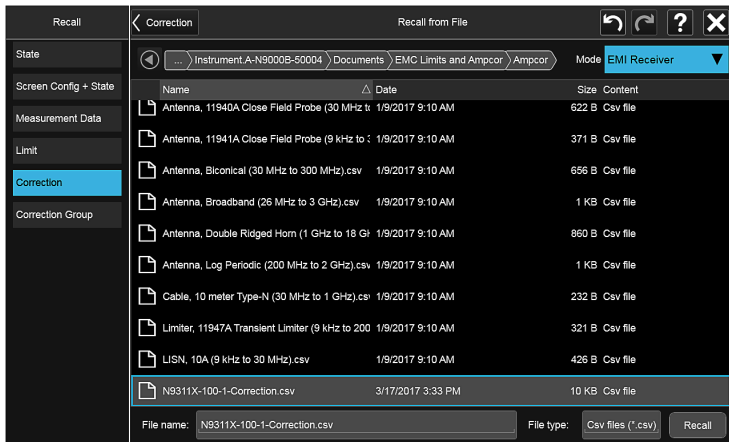 Recall
Correction
Recall from File
?
State
Screen Config + State
Measurement Data
Limit
Correction
Correction Group
... Instrument.A-N9000B-50004 Documents EMC Limits and Ampcor Ampcor
Mode EMI Receiver
Name Date Size Content
Antenna, 11940A Close Field Probe (30 MHz to 1/9/2017 9:10 AM 622 B Csv file
Antenna, 11941A Close Field Probe (9 kHz to 1/9/2017 9:10 AM 371 B Csv file
Antenna, Biconical (30 MHz to 300 MHz).csv 1/9/2017 9:10 AM 656 B Csv file
Antenna, Broadband (26 MHz to 3 GHz).csv 1/9/2017 9:10 AM 1 KB Csv file
Antenna, Double Ridged Horn (1 GHz to 18 GH 1/9/2017 9:10 AM 860 B Csv file
Antenna, Log Periodic (200 MHz to 2 GHz).csv 1/9/2017 9:10 AM 1 KB Csv file
Cable, 10 meter Type-N (30 MHz to 1 GHz).csv 1/9/2017 9:10 AM 232 B Csv file
Limiter, 11947A Transient Limiter (9 kHz to 200 1/9/2017 9:10 AM 321 B Csv file
LISN, 10A (9 kHz to 30 MHz).csv 1/9/2017 9:10 AM 426 B Csv file
N9311X-100-1-Correction.csv 3/17/2017 3:33 PM 10 KB Csv file
File name: N9311X-100-1-Correction.csv File type: Csv files (*.csv) Recall